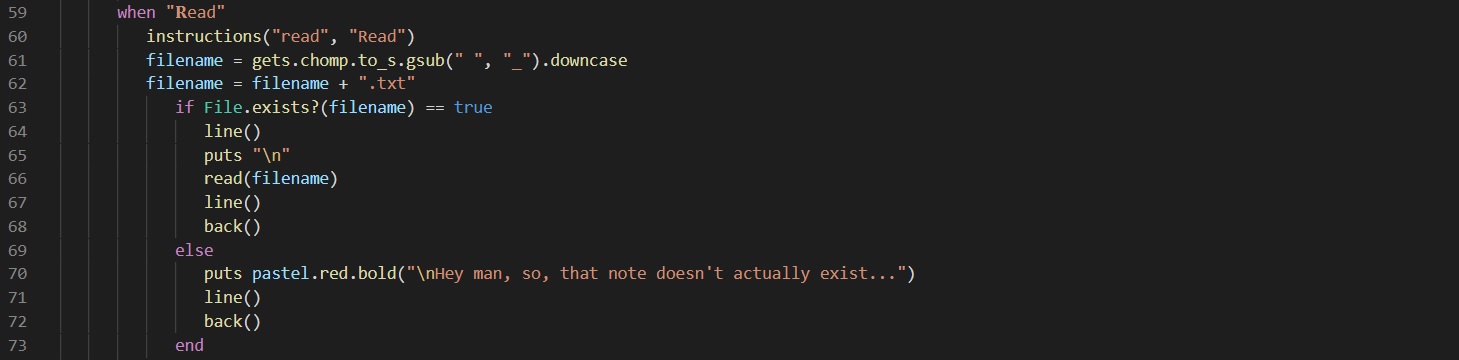 59 when "Read"
60 instructions("read", "Read")
61 filename = gets.chomp.to_s.gsub(" ", "_").downcase
62 filename = filename + ".txt"
63 if File.exists?(filename) == true
64 line()
65 puts "\n"
66 read(filename)
67 line()
68 back()
69 else
70 puts pastel.red.bold("\nHey man, so, that note doesn't actually exist...")
71 line()
72 back()
73 end